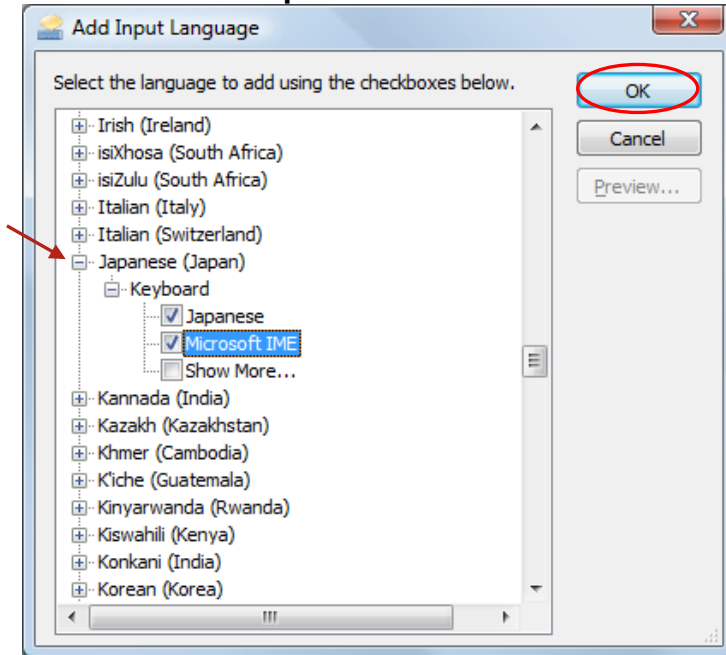 Add Input Language
Select the language to add using the checkboxes below.
Irish (Ireland)
isiXhosa (South Africa)
isiZulu (South Africa)
Italian (Italy)
Italian (Switzerland)
Japanese (Japan)
Keyboard
Japanese
Microsoft IME
Show More...
Kannada (India)
Kazakh (Kazakhstan)
Khmer (Cambodia)
K'iche (Guatemala)
Kinyarwanda (Rwanda)
Kiswahili (Kenya)
Konkani (India)
Korean (Korea)
OK
Cancel
Preview...